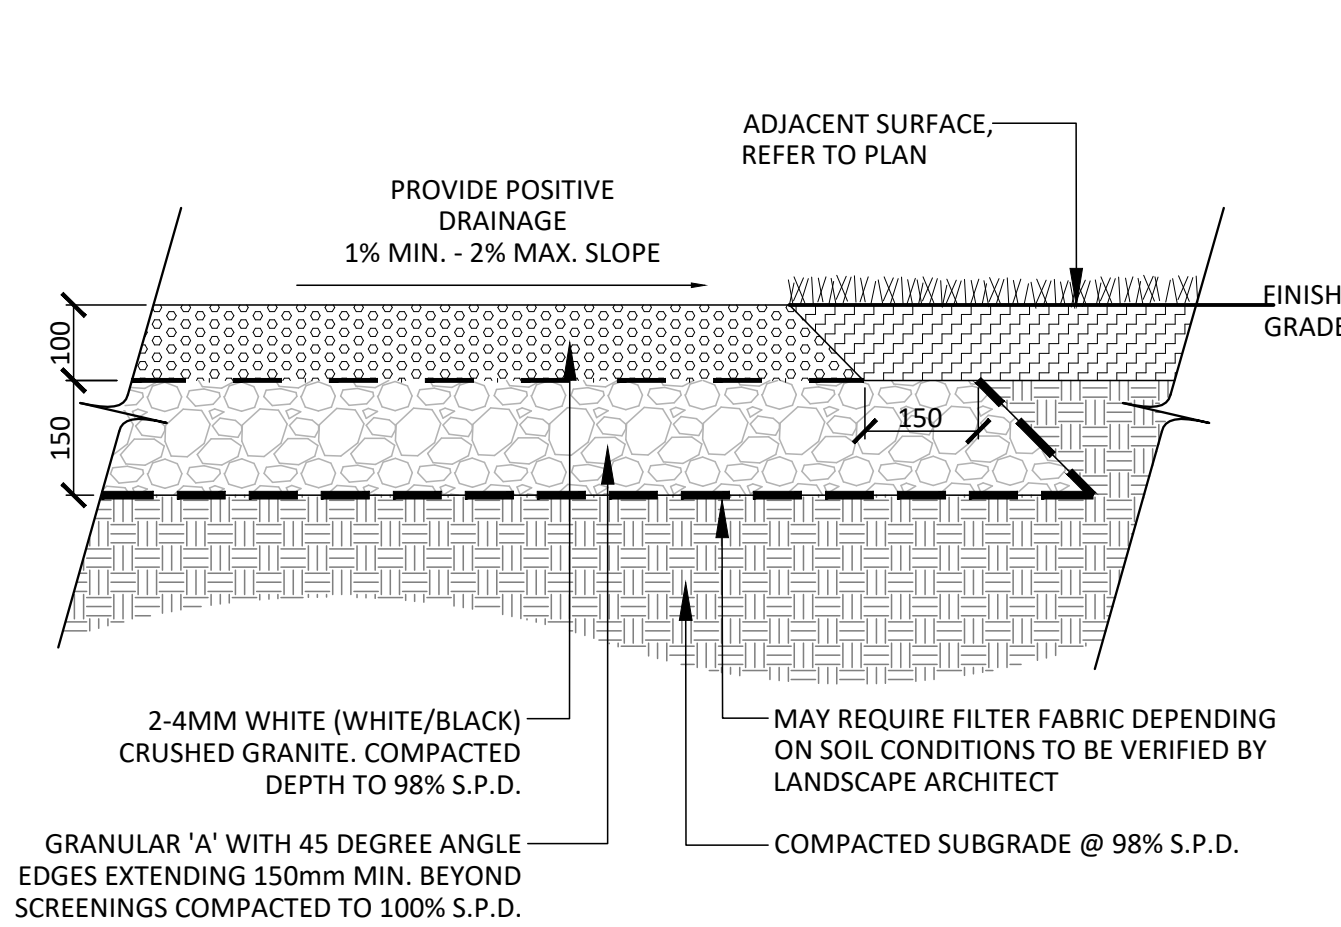 ADJACENT SURFACE,
REFER TO PLAN
PROVIDE POSITIVE
DRAINAGE
1% MIN. - 2% MAX. SLOPE
FINISH
GRADE
100
150
150
2-4MM WHITE (WHITE/BLACK)
CRUSHED GRANITE. COMPACTED
DEPTH TO 98% S.P.D.
GRANULAR 'A' WITH 45 DEGREE ANGLE
EDGES EXTENDING 150mm MIN. BEYOND
SCREENINGS COMPACTED TO 100% S.P.D.
MAY REQUIRE FILTER FABRIC DEPENDING
ON SOIL CONDITIONS TO BE VERIFIED BY
LANDSCAPE ARCHITECT
COMPACTED SUBGRADE @ 98% S.P.D.